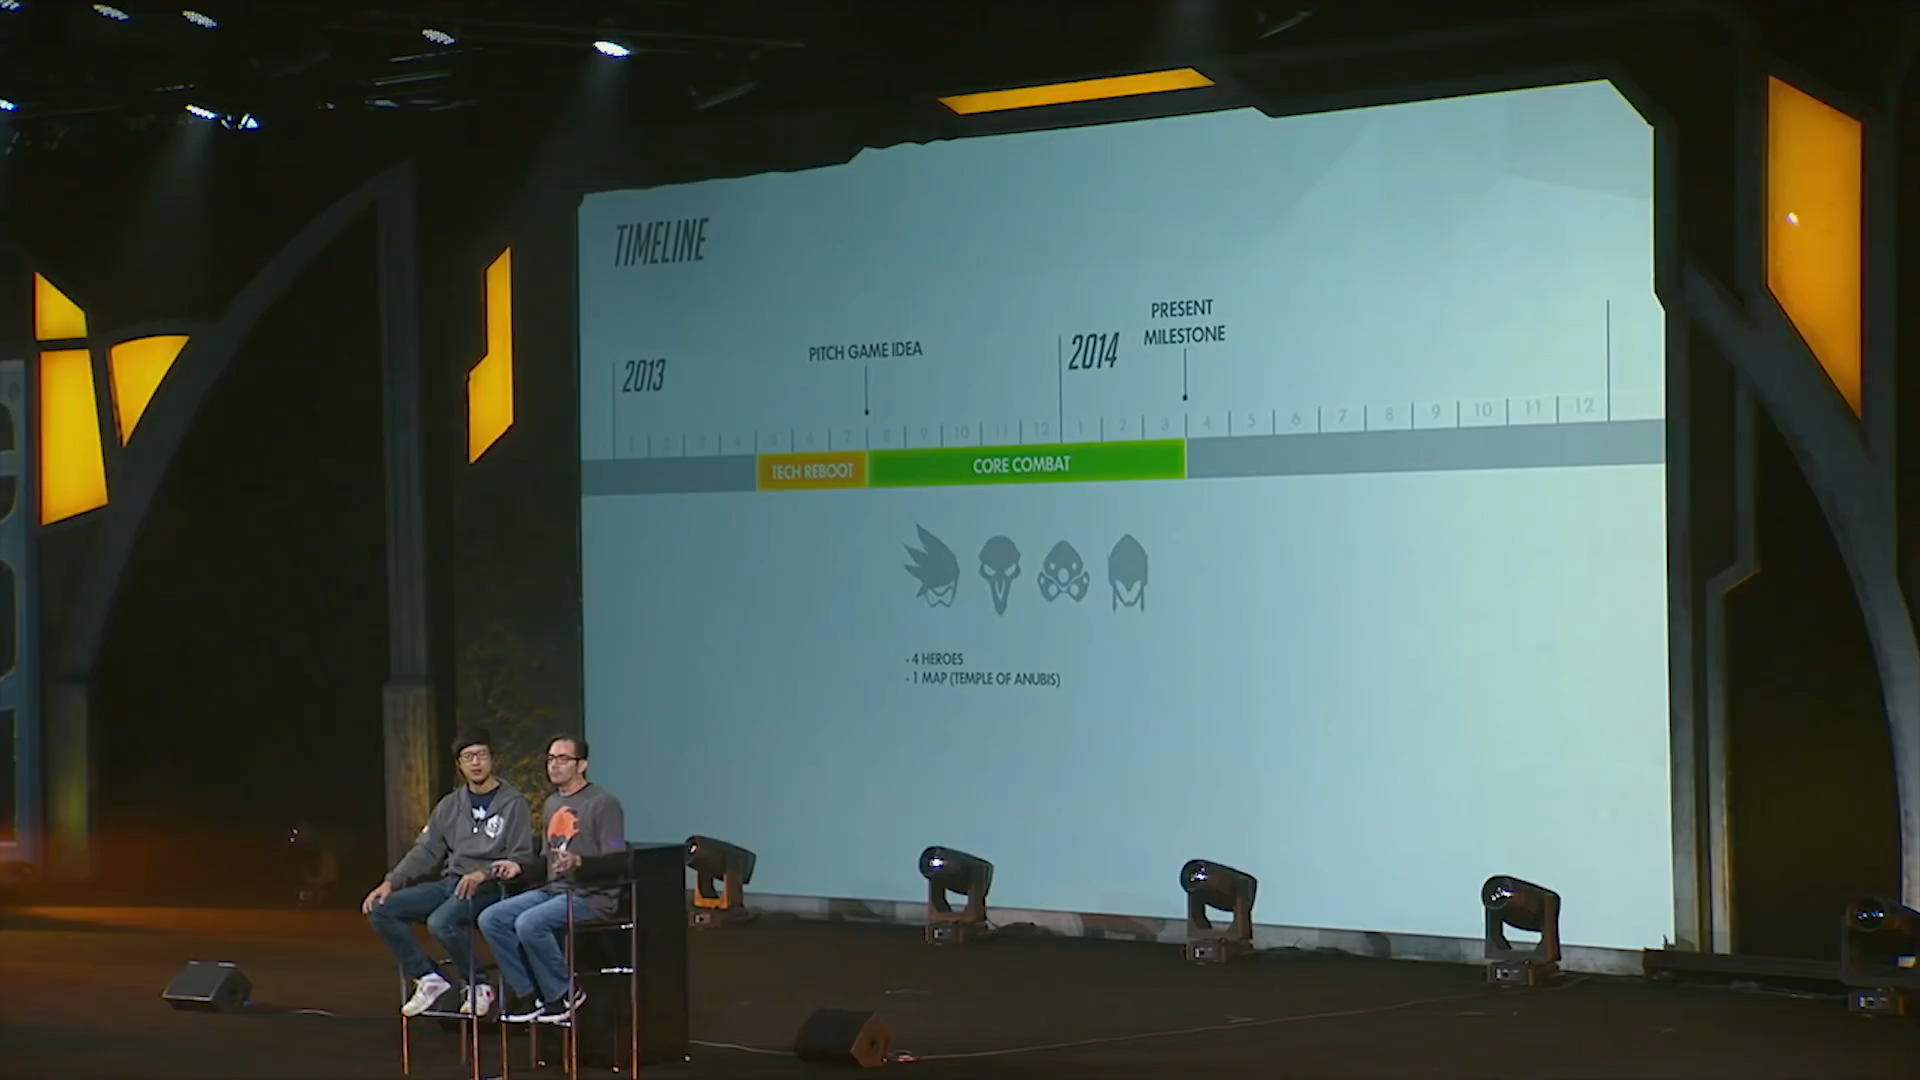 TIMELINE
PRESENT
MILESTONE
PITCH GAME IDEA
2013
2014
1 2 3 4 5 6 7 8 9 10 11 12 1 2 3 4 5 6 7 8 9 10 11 12
TECH REBOOT
CORE COMBAT
- 4 HEROES
- 1 MAP (TEMPLE OF ANUBIS)